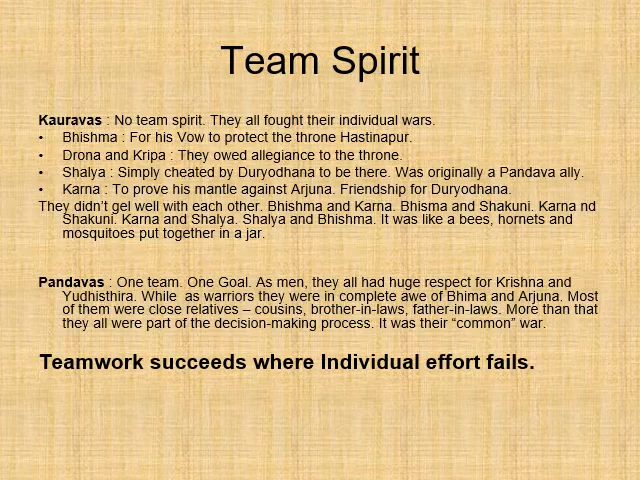 Team Spirit
Kauravas : No team spirit. They all fought their individual wars.
• Bhishma : For his Vow to protect the throne Hastinapur.
• Drona and Kripa : They owed allegiance to the throne.
• Shalya : Simply cheated by Duryodhana to be there. Was originally a Pandava ally.
• Karna : To prove his mantle against Arjuna. Friendship for Duryodhana.
They didn't gel well with each other. Bhishma and Karna. Bhisma and Shakuni. Karna nd
Shakuni. Karna and Shalya. Shalya and Bhishma. It was like a bees, hornets and
mosquitoes put together in a jar.
Pandavas : One team. One Goal. As men, they all had huge respect for Krishna and
Yudhisthira. While as warriors they were in complete awe of Bhima and Arjuna. Most
of them were close relatives – cousins, brother-in-laws, father-in-laws. More than that
they all were part of the decision-making process. It was their “common” war.
Teamwork succeeds where Individual effort fails.